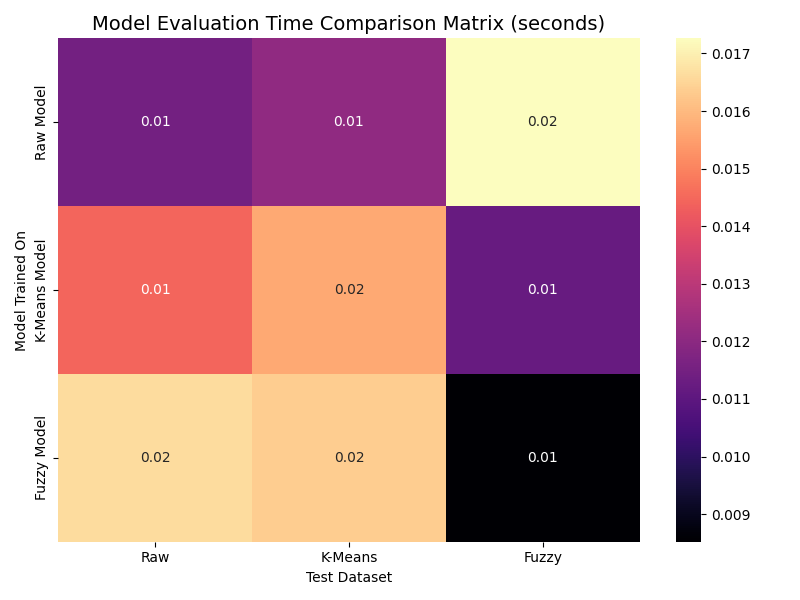 Model Evaluation Time Comparison Matrix (seconds)
Model Trained On
Raw Model
0.01
0.01
0.02
K-Means Model
0.01
0.02
0.01
Fuzzy Model
0.02
0.02
0.01
Raw
K-Means
Fuzzy
Test Dataset
0.017
0.016
0.015
0.014
0.013
0.012
0.011
0.010
0.009